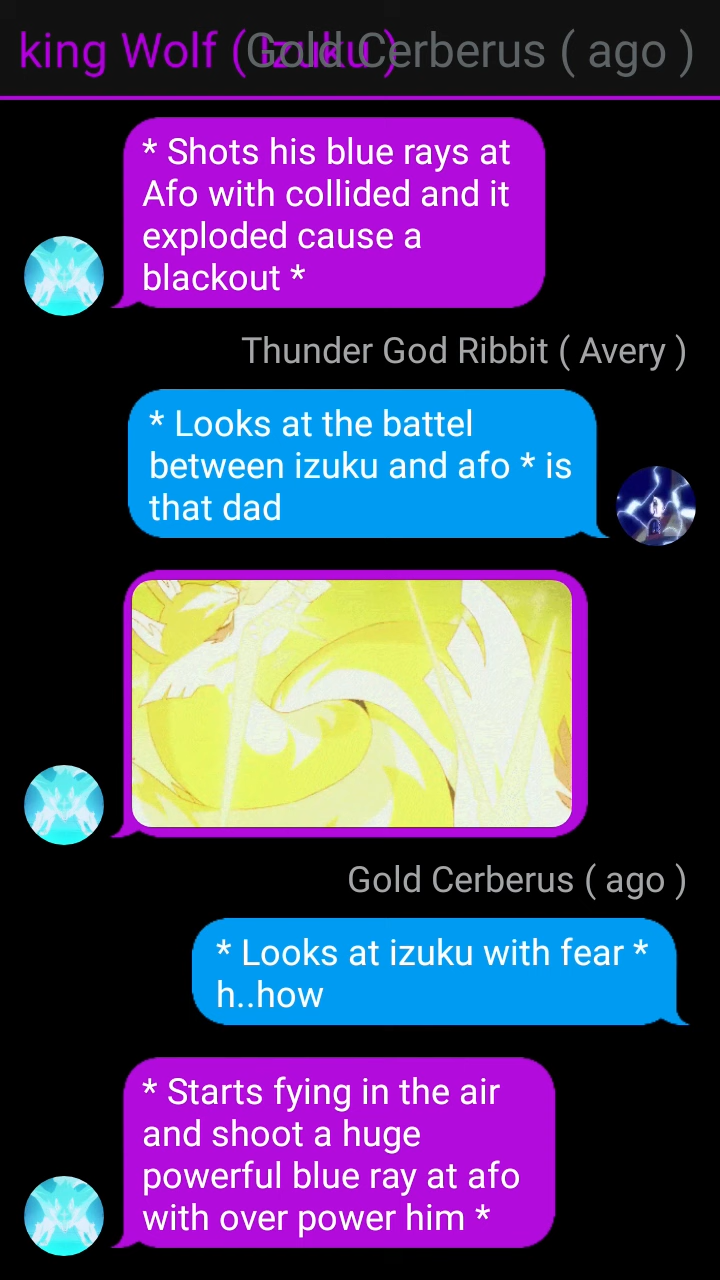 king Wolf ( izuku )
Gold Cerberus ( ago )
* Shots his blue rays at
Afo with collided and it
exploded cause a
blackout *
Thunder God Ribbit ( Avery )
* Looks at the battel
between izuku and afo * is
that dad
Gold Cerberus ( ago )
* Looks at izuku with fear *
h..how
* Starts fying in the air
and shoot a huge
powerful blue ray at afo
with over power him *